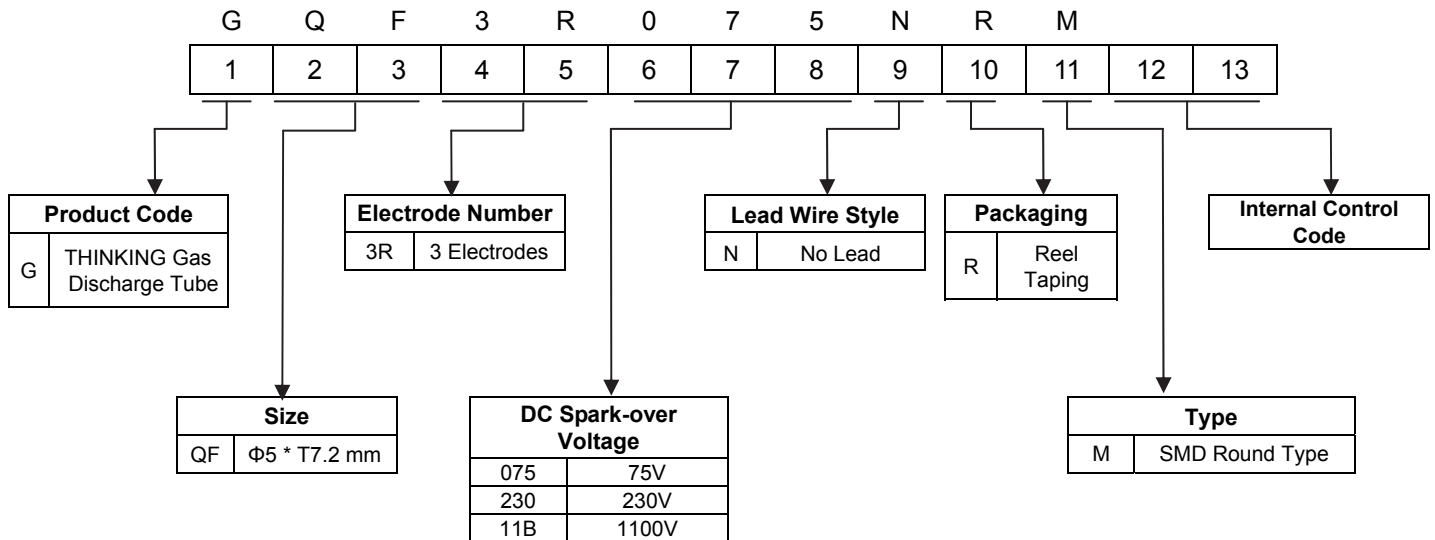 G Q F 3 R 0 7 5 N R M
1 2 3 4 5 6 7 8 9 10 11 12 13
Product Code
G THINKING Gas
Discharge Tube
Electrode Number
3R 3 Electrodes
Lead Wire Style
N No Lead
Packaging
R Reel
Taping
Internal Control
Code
Size
QF Φ5 * T7.2 mm
DC Spark-over
Voltage
075 75V
230 230V
11B 1100V
Type
M SMD Round Type